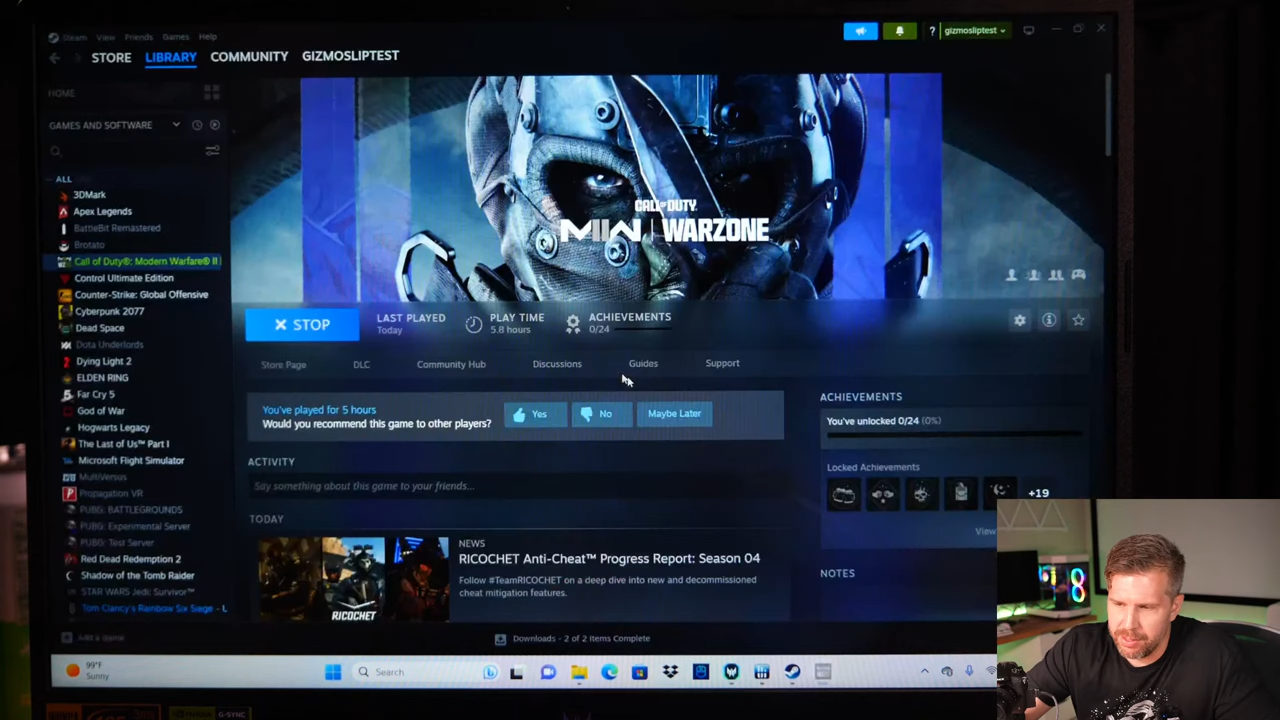 Steam View Friends Games Help
gizmosliptest
STORE LIBRARY COMMUNITY GIZMOSLIPTEST
HOME
GAMES AND SOFTWARE
ALL
3DMark
Apex Legends
BattleBit Remastered
Brotato
Call of Duty®: Modern Warfare® II
Control Ultimate Edition
Counter-Strike: Global Offensive
Cyberpunk 2077
Dead Space
Dota Underlords
Dying Light 2
ELDEN RING
Far Cry 5
God of War
Hogwarts Legacy
The Last of Us™ Part I
Microsoft Flight Simulator
MultiVersus
Propagation VR
PUBG: BATTLEGROUNDS
PUBG: Experimental Server
PUBG: Test Server
Red Dead Redemption 2
Shadow of the Tomb Raider
STAR WARS Jedi: Survivor™
Tom Clancy's Rainbow Six Siege - L
Add a Game
CALL OF DUTY
MWII | WARZONE
STOP
LAST PLAYED
Today
PLAY TIME
5.8 hours
ACHIEVEMENTS
0/24
Store Page DLC Community Hub Discussions Guides Support
You've played for 5 hours
Would you recommend this game to other players?
Yes No Maybe Later
ACTIVITY
Say something about this game to your friends...
TODAY
NEWS
RICOCHET Anti-Cheat™ Progress Report: Season 04
Follow #TeamRICOCHET on a deep dive into new and decommissioned
cheat mitigation features.
RICOCHET
ACHIEVEMENTS
You've unlocked 0/24 (0%)
Locked Achievements
+19
View
NOTES
Downloads - 2 of 2 Items Complete
99°F
Sunny
Search
G-SYNC